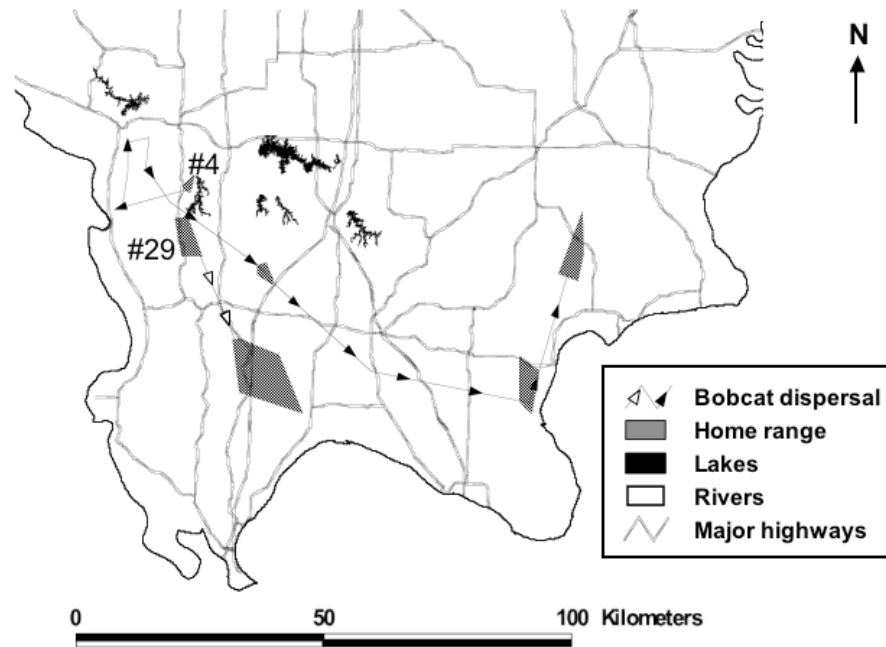 N
#4
#29
Bobcat dispersal
Home range
Lakes
Rivers
Major highways
0 50 100 Kilometers